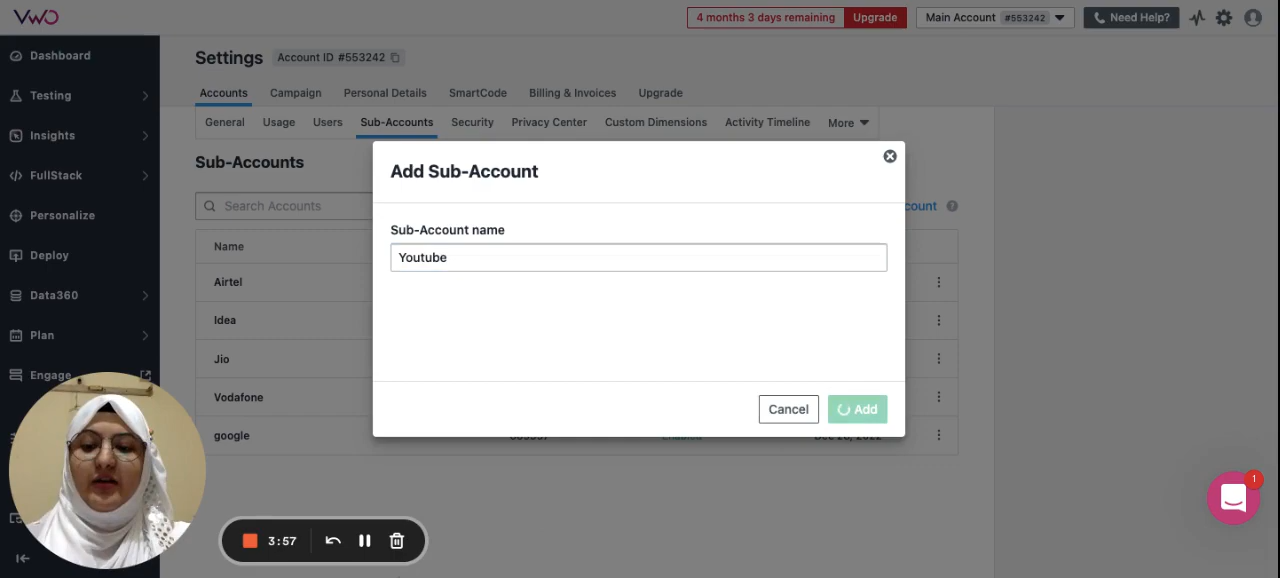 VWO
4 months 3 days remaining
Upgrade
Main Account #553242
Need Help?
Dashboard
Testing
Insights
FullStack
Personalize
Deploy
Data360
Plan
Engage
Settings
Account ID #553242
Accounts
Campaign
Personal Details
SmartCode
Billing & Invoices
Upgrade
General
Usage
Users
Sub-Accounts
Security
Privacy Center
Custom Dimensions
Activity Timeline
More
Sub-Accounts
Search Accounts
count
Name
Airtel
Idea
Jio
Vodafone
google
Enabled
Add Sub-Account
Sub-Account name
Youtube
Cancel
Add
3:57
1